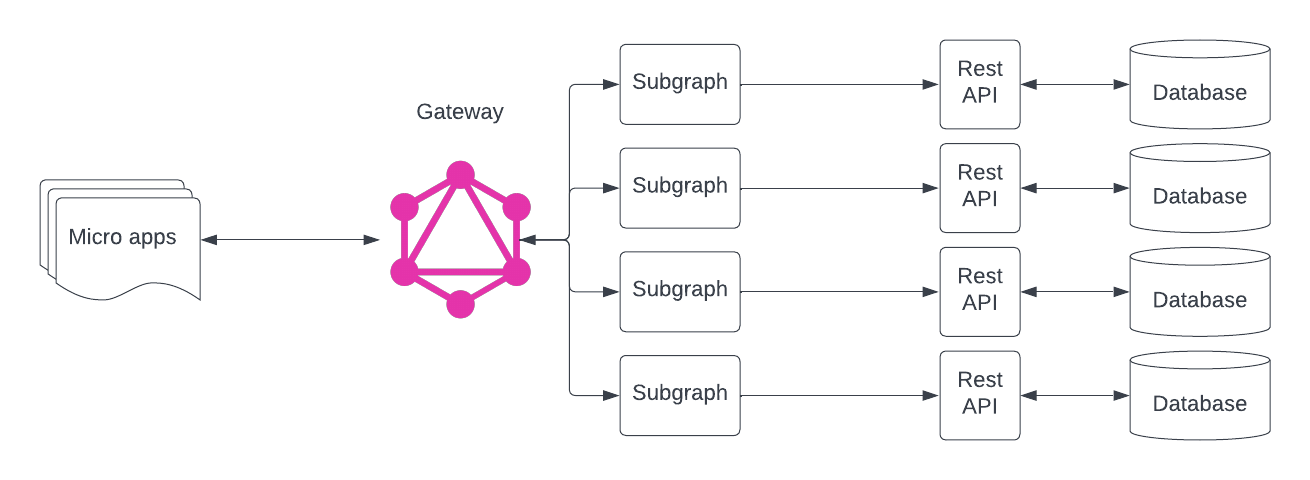 Gateway
Micro apps
Subgraph
Rest
API
Database
Subgraph
Rest
API
Database
Subgraph
Rest
API
Database
Subgraph
Rest
API
Database